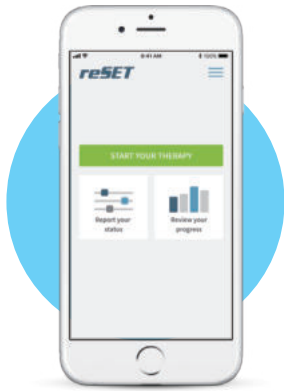 9:41 AM
100%
reSET
START YOUR THERAPY
Report your
status
Review your
progress